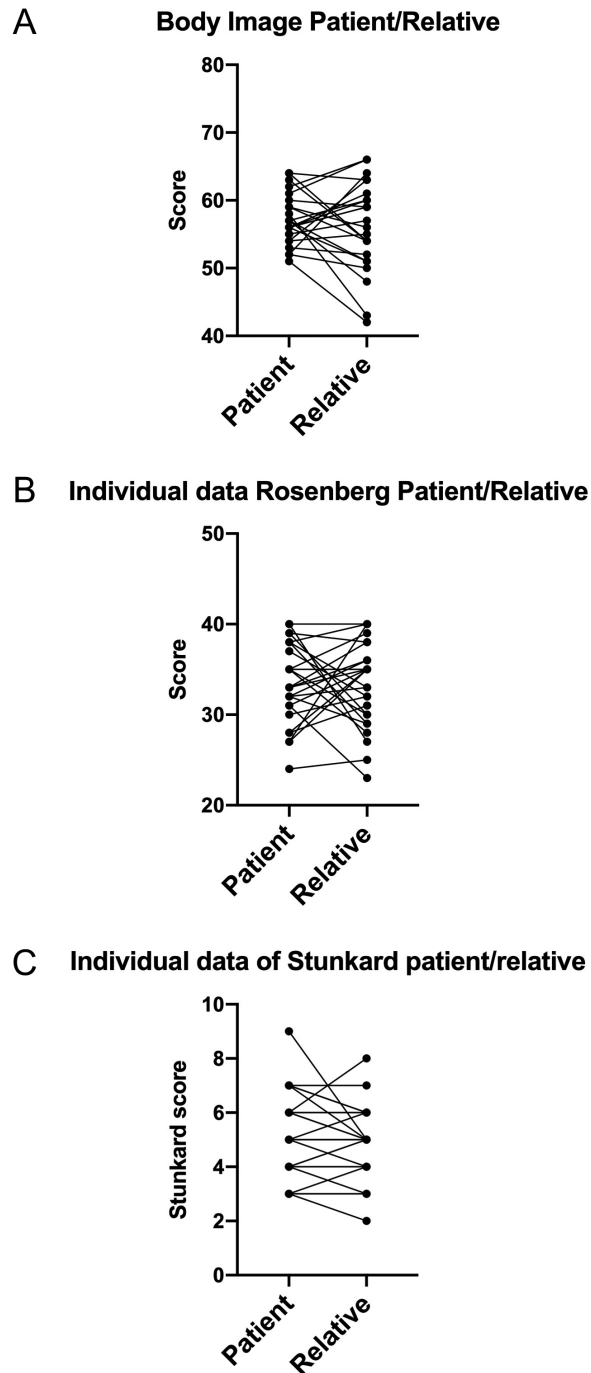 A Body Image Patient/Relative
80
70
60
50
40
Score
Patient
Relative
B Individual data Rosenberg Patient/Relative
50
40
30
20
Score
Patient
Relative
C Individual data of Stunkard patient/relative
10
8
6
4
2
0
Stunkard score
Patient
Relative